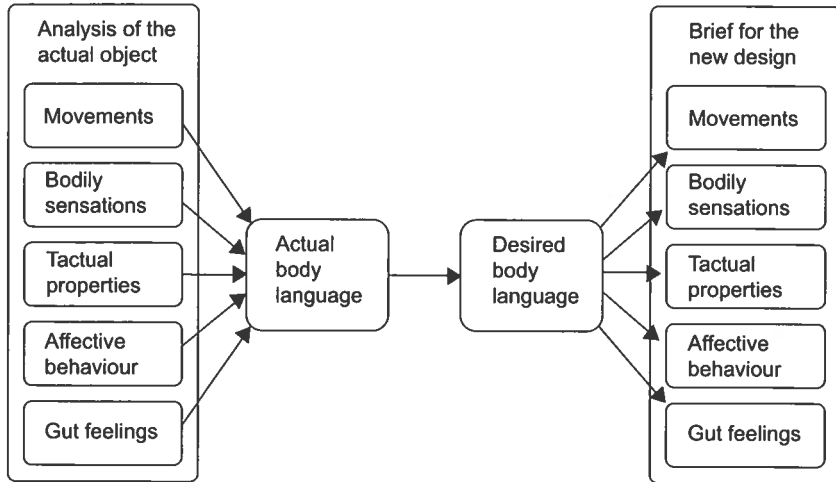 Analysis of the
actual object
Movements
Bodily
sensations
Tactual
properties
Affective
behaviour
Gut feelings
Actual
body
language
Desired
body
language
Brief for the
new design
Movements
Bodily
sensations
Tactual
properties
Affective
behaviour
Gut feelings